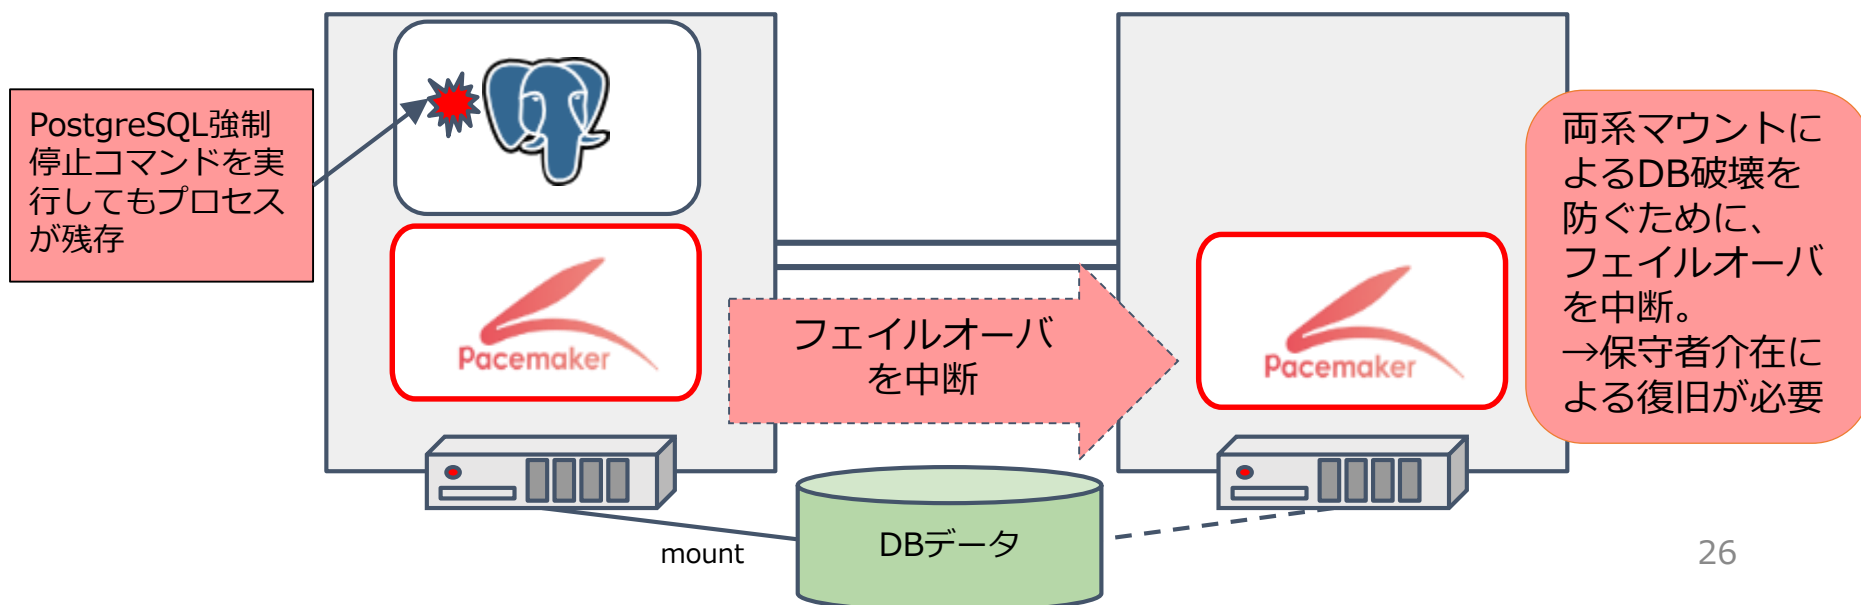 PostgreSQL強制
停止コマンドを実
行してもプロセス
が残存
Pacemaker
フェイルオーバ
を中断
Pacemaker
両系マウントに
よるDB破壊を
防ぐために、
フェイルオーバ
を中断。
→保守者介在に
よる復旧が必要
mount
DBデータ
26